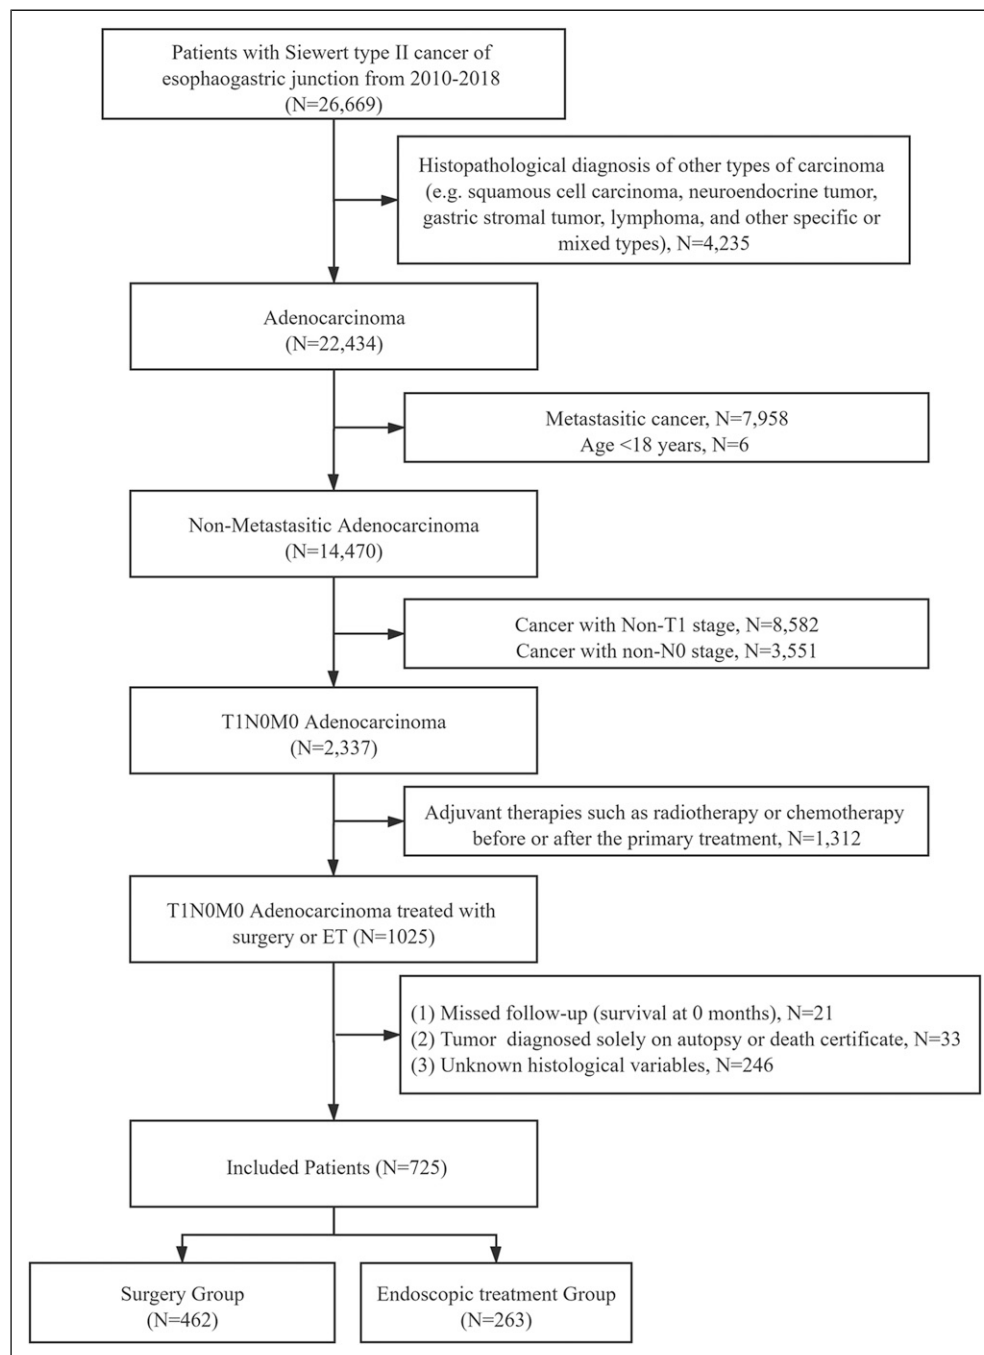 Patients with Siewert type II cancer of
esophaogastric junction from 2010-2018
(N=26,669)
Histopathological diagnosis of other types of carcinoma
(e.g. squamous cell carcinoma, neuroendocrine tumor,
gastric stromal tumor, lymphoma, and other specific or
mixed types), N=4,235
Adenocarcinoma
(N=22,434)
Metastasitic cancer, N=7,958
Age <18 years, N=6
Non-Metastasitic Adenocarcinoma
(N=14,470)
Cancer with Non-T1 stage, N=8,582
Cancer with non-N0 stage, N=3,551
T1N0M0 Adenocarcinoma
(N=2,337)
Adjuvant therapies such as radiotherapy or chemotherapy
before or after the primary treatment, N=1,312
T1N0M0 Adenocarcinoma treated with
surgery or ET (N=1025)
(1) Missed follow-up (survival at 0 months), N=21
(2) Tumor diagnosed solely on autopsy or death certificate, N=33
(3) Unknown histological variables, N=246
Included Patients (N=725)
Surgery Group
(N=462)
Endoscopic treatment Group
(N=263)